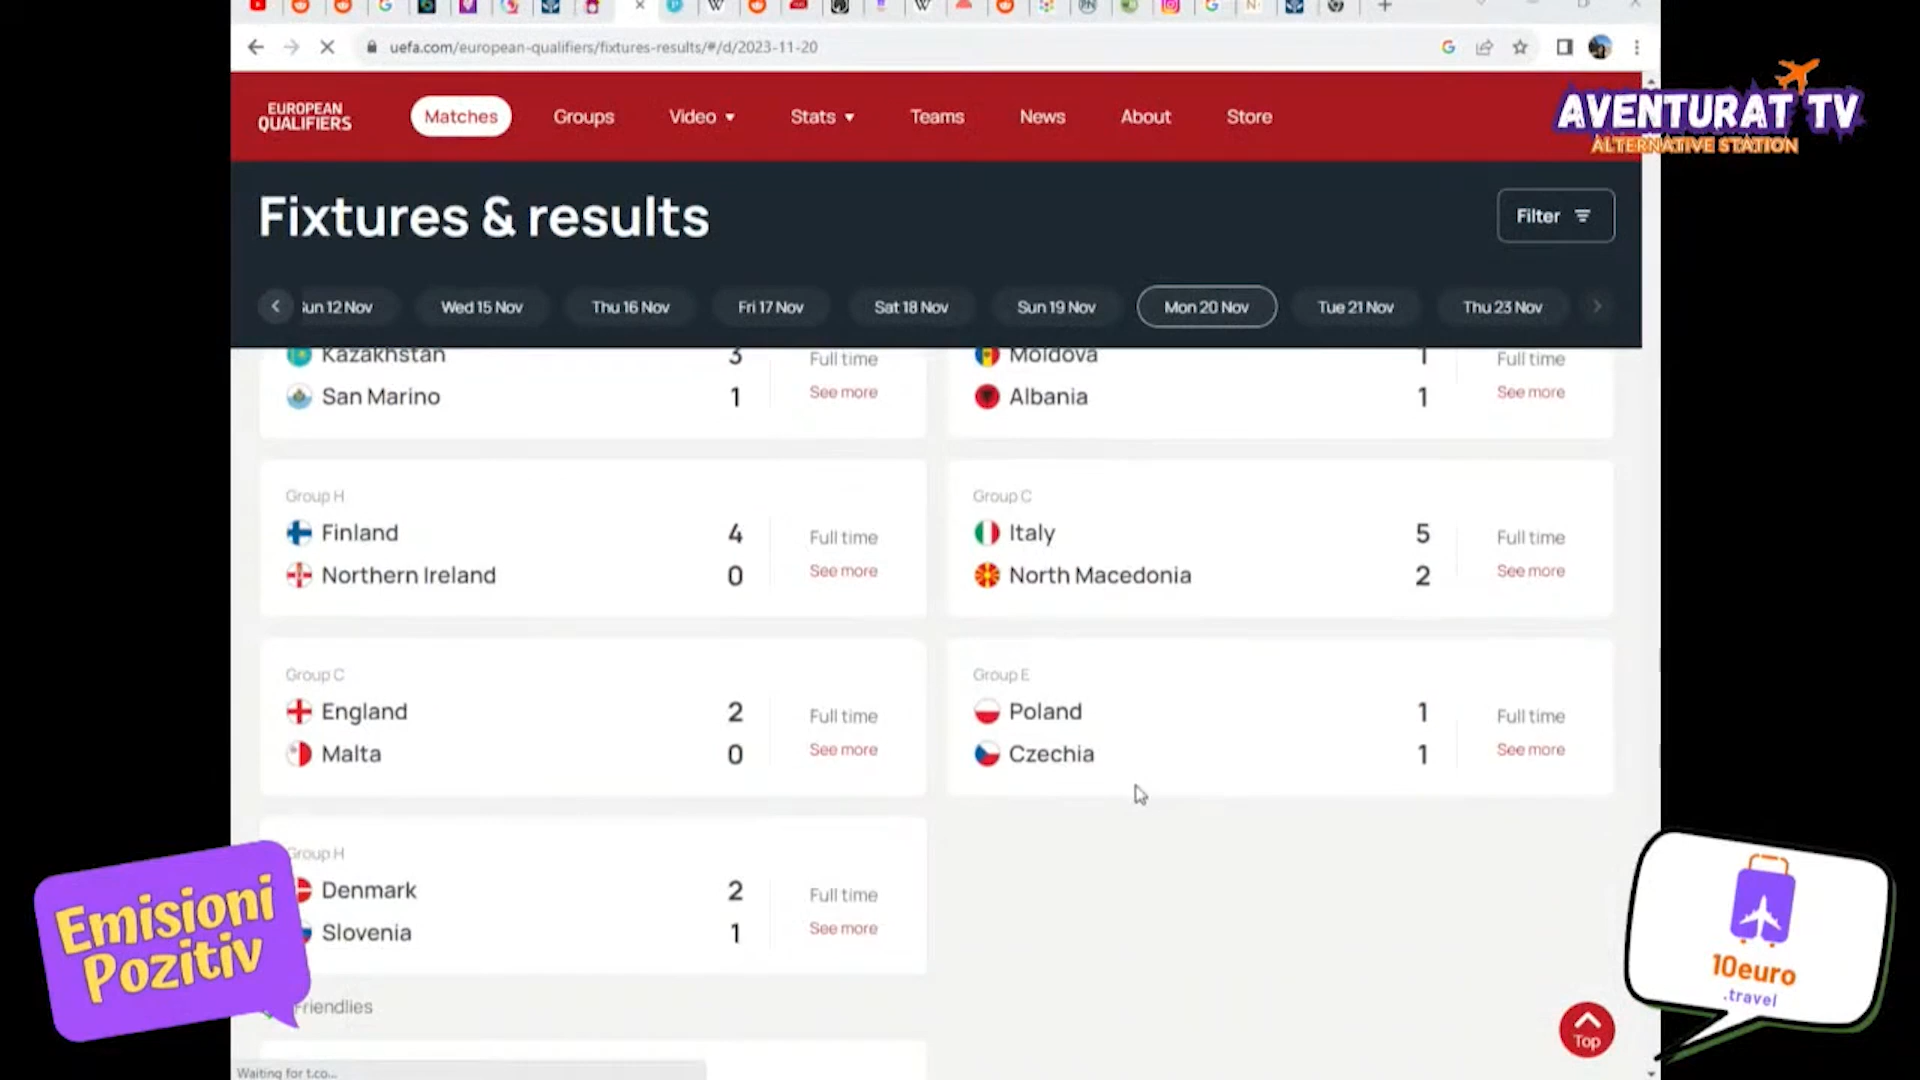 uefa.com/european-qualifiers/fixtures-results/#/d/2023-11-20
EUROPEAN
QUALIFIERS
Matches
Groups
Video
Stats
Teams
News
About
Store
AVENTURAT TV
ALTERNATIVE STATION
Fixtures & results
Filter
Sun 12 Nov
Wed 15 Nov
Thu 16 Nov
Fri 17 Nov
Sat 18 Nov
Sun 19 Nov
Mon 20 Nov
Tue 21 Nov
Thu 23 Nov
Kazakhstan 3 Full time
San Marino 1 See more
Moldova 1 Full time
Albania 1 See more
Group H
Finland 4 Full time
Northern Ireland 0 See more
Group C
Italy 5 Full time
North Macedonia 2 See more
Group C
England 2 Full time
Malta 0 See more
Group E
Poland 1 Full time
Czechia 1 See more
Group H
Denmark 2 Full time
Slovenia 1 See more
Friendlies
Top
Waiting for t.co...
Emisioni
Pozitiv
10euro
.travel